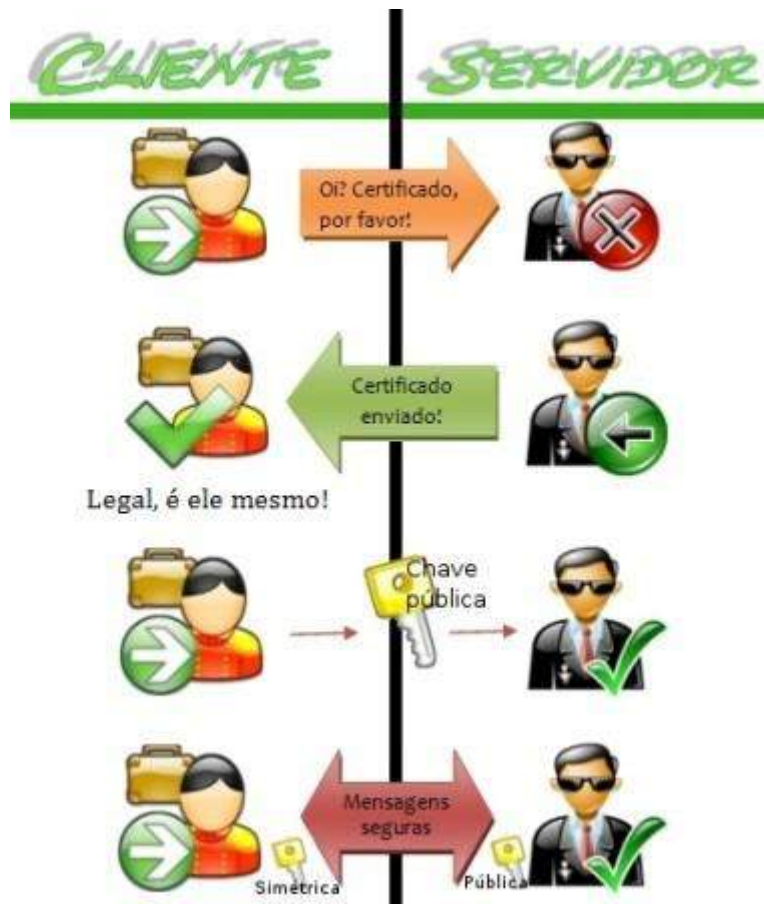 CLIENTE
SERVIDOR
Oi? Certificado,
por favor!
Certificado
enviado!
Legal, é ele mesmo!
Chave
pública
Mensagens
seguras
Simétrica
Pública